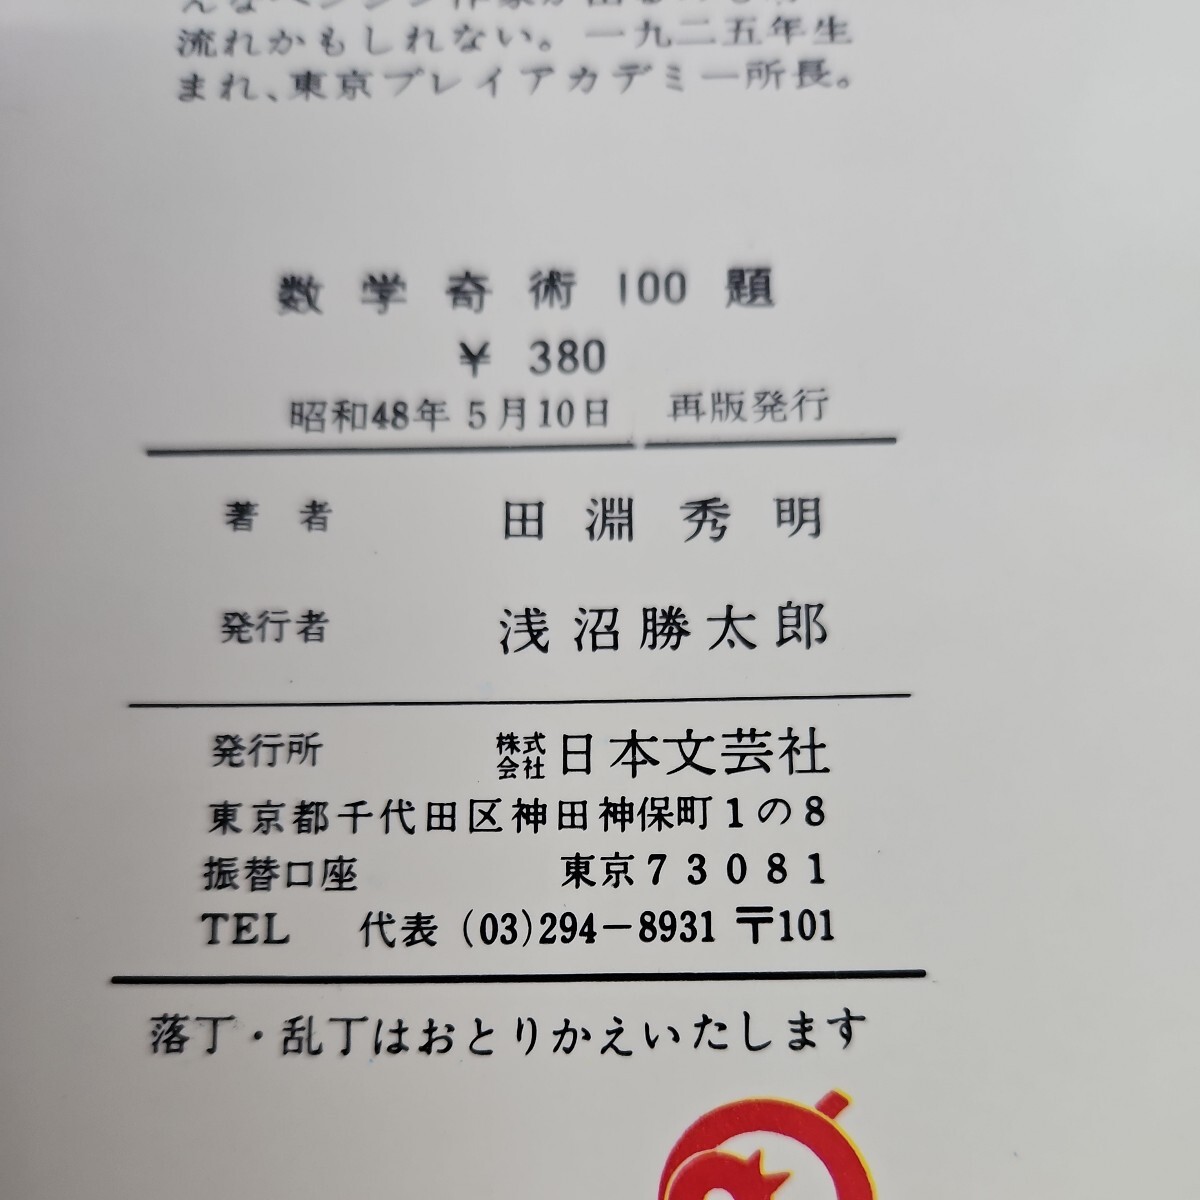 流れかもしれない。一九二五年生
まれ、東京プレイアカデミー所長。
数学奇術100題
¥ 380
昭和48年5月10日 再版発行
著者 田淵秀明
発行者 浅沼勝太郎
発行所 株式会社日本文芸社
東京都千代田区神田神保町1の8
振替口座 東京73081
TEL 代表 (03)294-8931 〒101
落丁・乱丁はおとりかえいたします